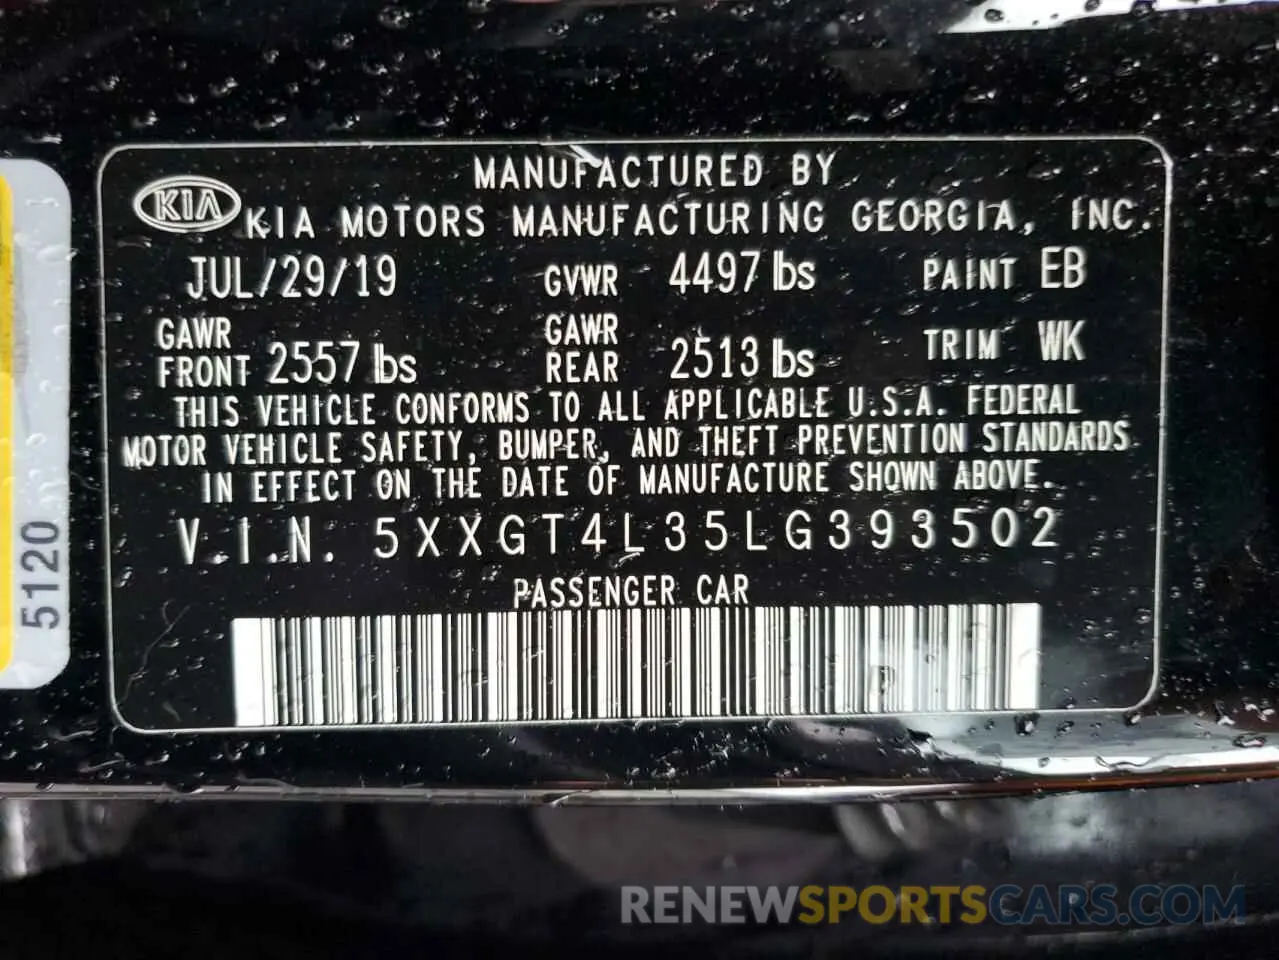 MANUFACTURED BY
KIA KIA MOTORS MANUFACTURING GEORGIA, INC.
JUL/29/19 GVWR 4497 lbs PAINT EB
GAWR FRONT 2557 lbs GAWR REAR 2513 lbs TRIM WK
THIS VEHICLE CONFORMS TO ALL APPLICABLE U.S.A. FEDERAL
MOTOR VEHICLE SAFETY, BUMPER, AND THEFT PREVENTION STANDARDS
IN EFFECT ON THE DATE OF MANUFACTURE SHOWN ABOVE.
V.I.N. 5XXGT4L35LG393502
PASSENGER CAR
5120
RENEWSPORTSCARS.COM